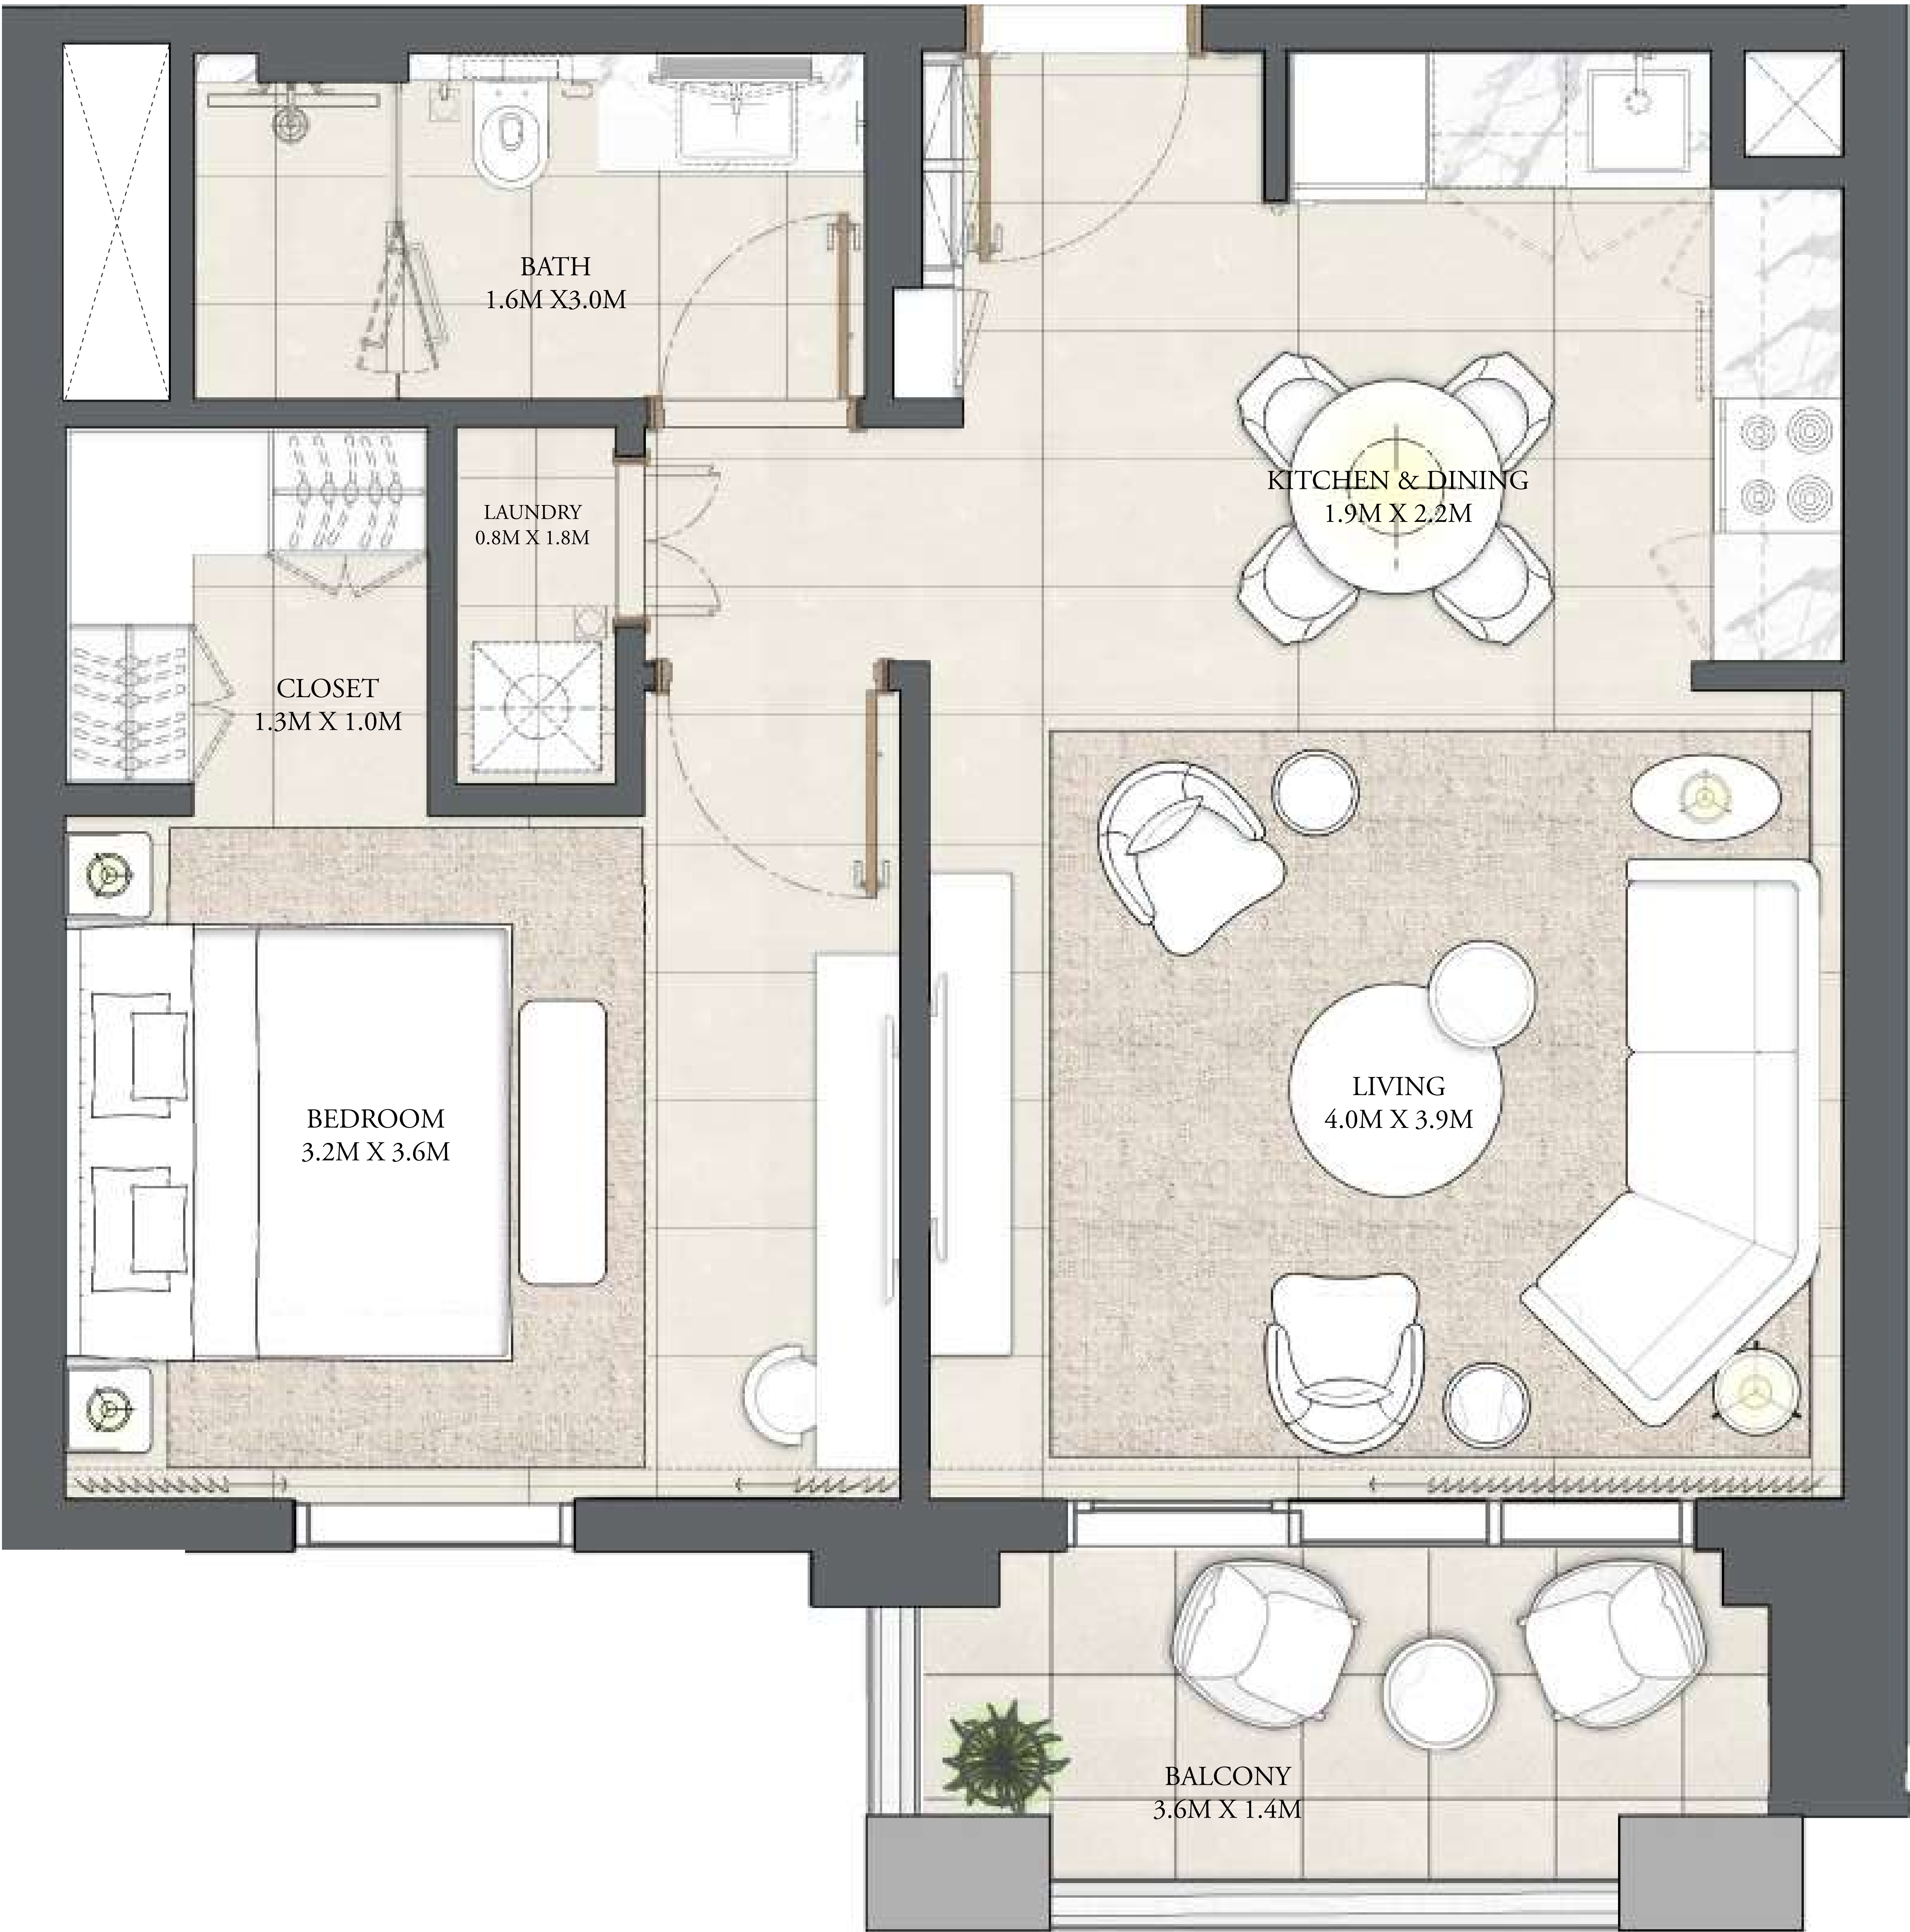 BATH
1.6M X3.0M
KITCHEN & DINING
1.9M X 2.2M
LAUNDRY
0.8M X 1.8M
CLOSET
1.3M X 1.0M
BEDROOM
3.2M X 3.6M
LIVING
4.0M X 3.9M
BALCONY
3.6M X 1.4M